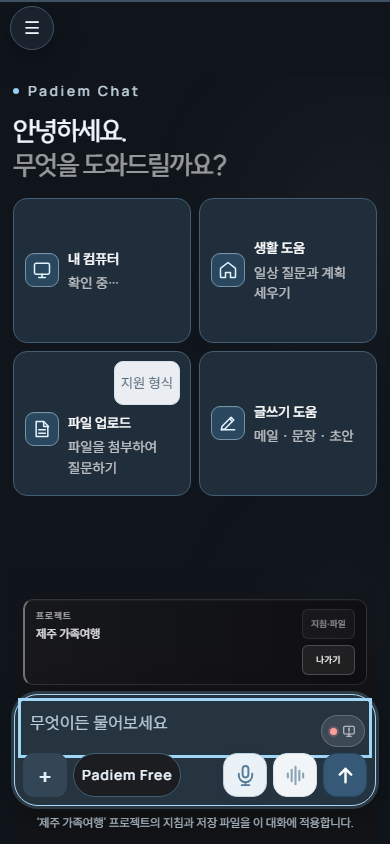 Padiem Chat
안녕하세요.
무엇을 도와드릴까요?
내 컴퓨터
확인 중…
생활 도움
일상 질문과 계획
세우기
지원 형식
파일 업로드
파일을 첨부하여
질문하기
글쓰기 도움
메일 · 문장 · 초안
프로젝트
제주 가족여행
지침·파일
나가기
무엇이든 물어보세요
+
Padiem Free
‘제주 가족여행’ 프로젝트의 지침과 저장 파일을 이 대화에 적용합니다.